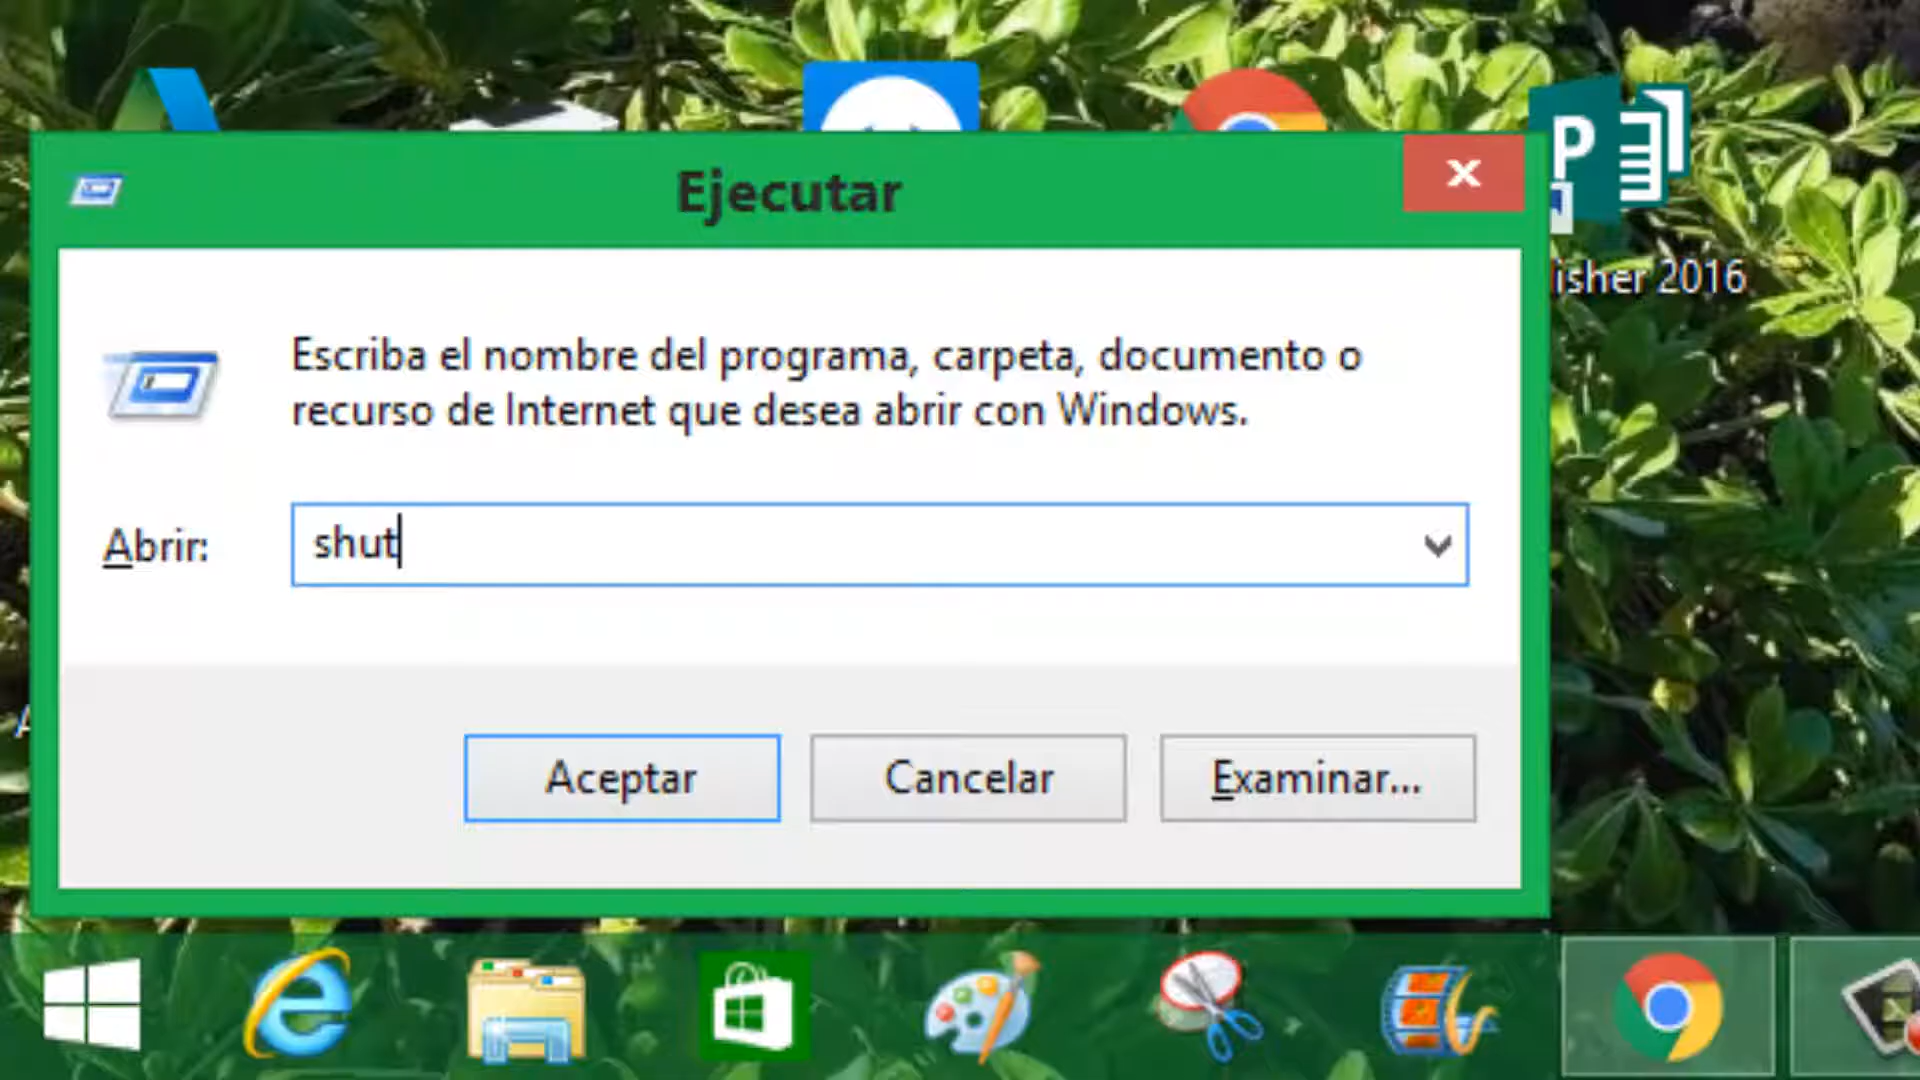 Ejecutar
isher 2016
Escriba el nombre del programa, carpeta, documento o
recurso de Internet que desea abrir con Windows.
Abrir:
shut
Aceptar
Cancelar
Examinar...